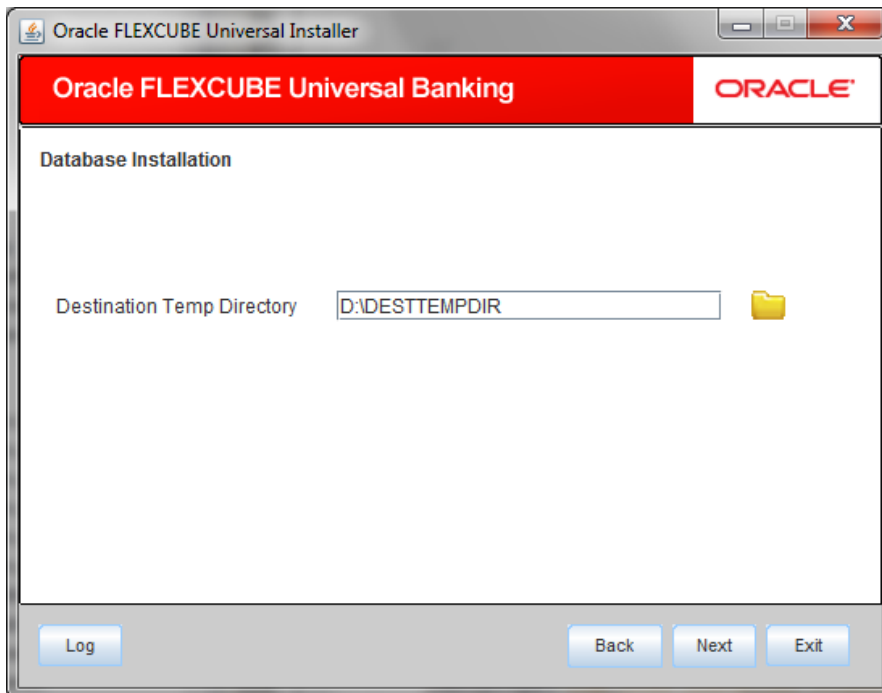 Oracle FLEXCUBE Universal Installer
Oracle FLEXCUBE Universal Banking
ORACLE
Database Installation
Destination Temp Directory D:\DESTTEMPDIR
Log Back Next Exit